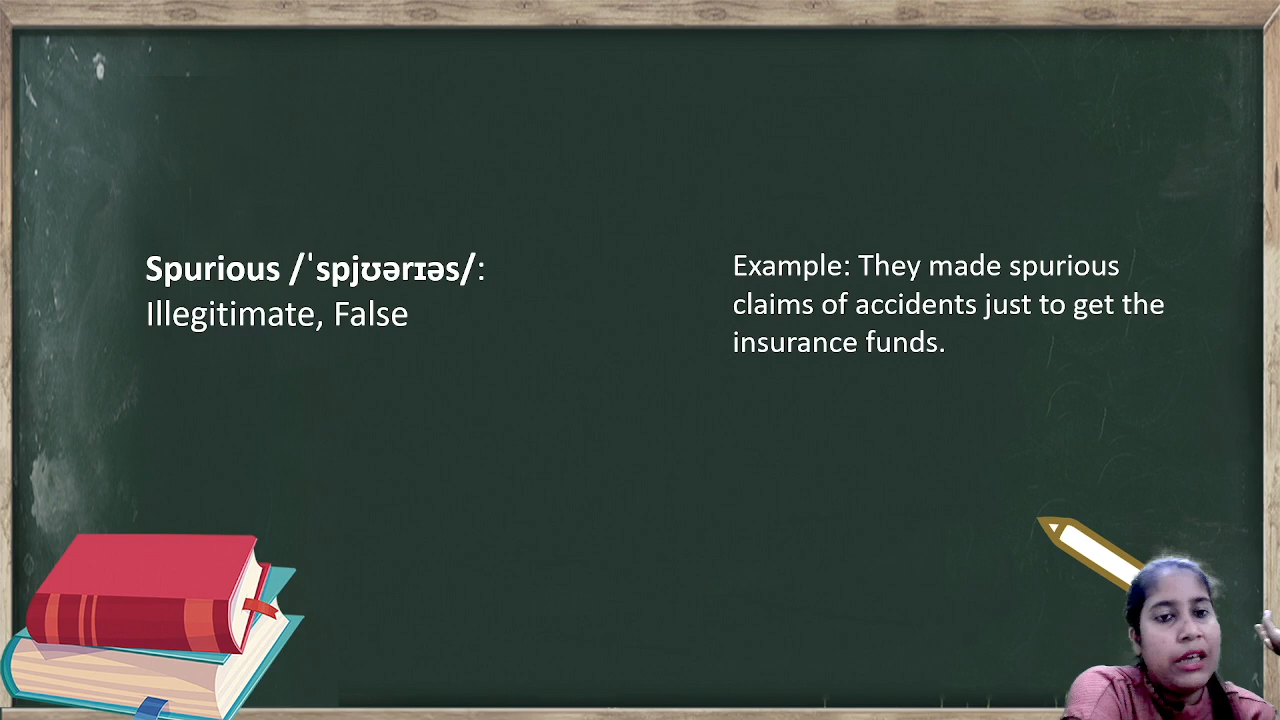 Spurious /ˈspjʊərɪəs/:
Illegitimate, False
Example: They made spurious
claims of accidents just to get the
insurance funds.